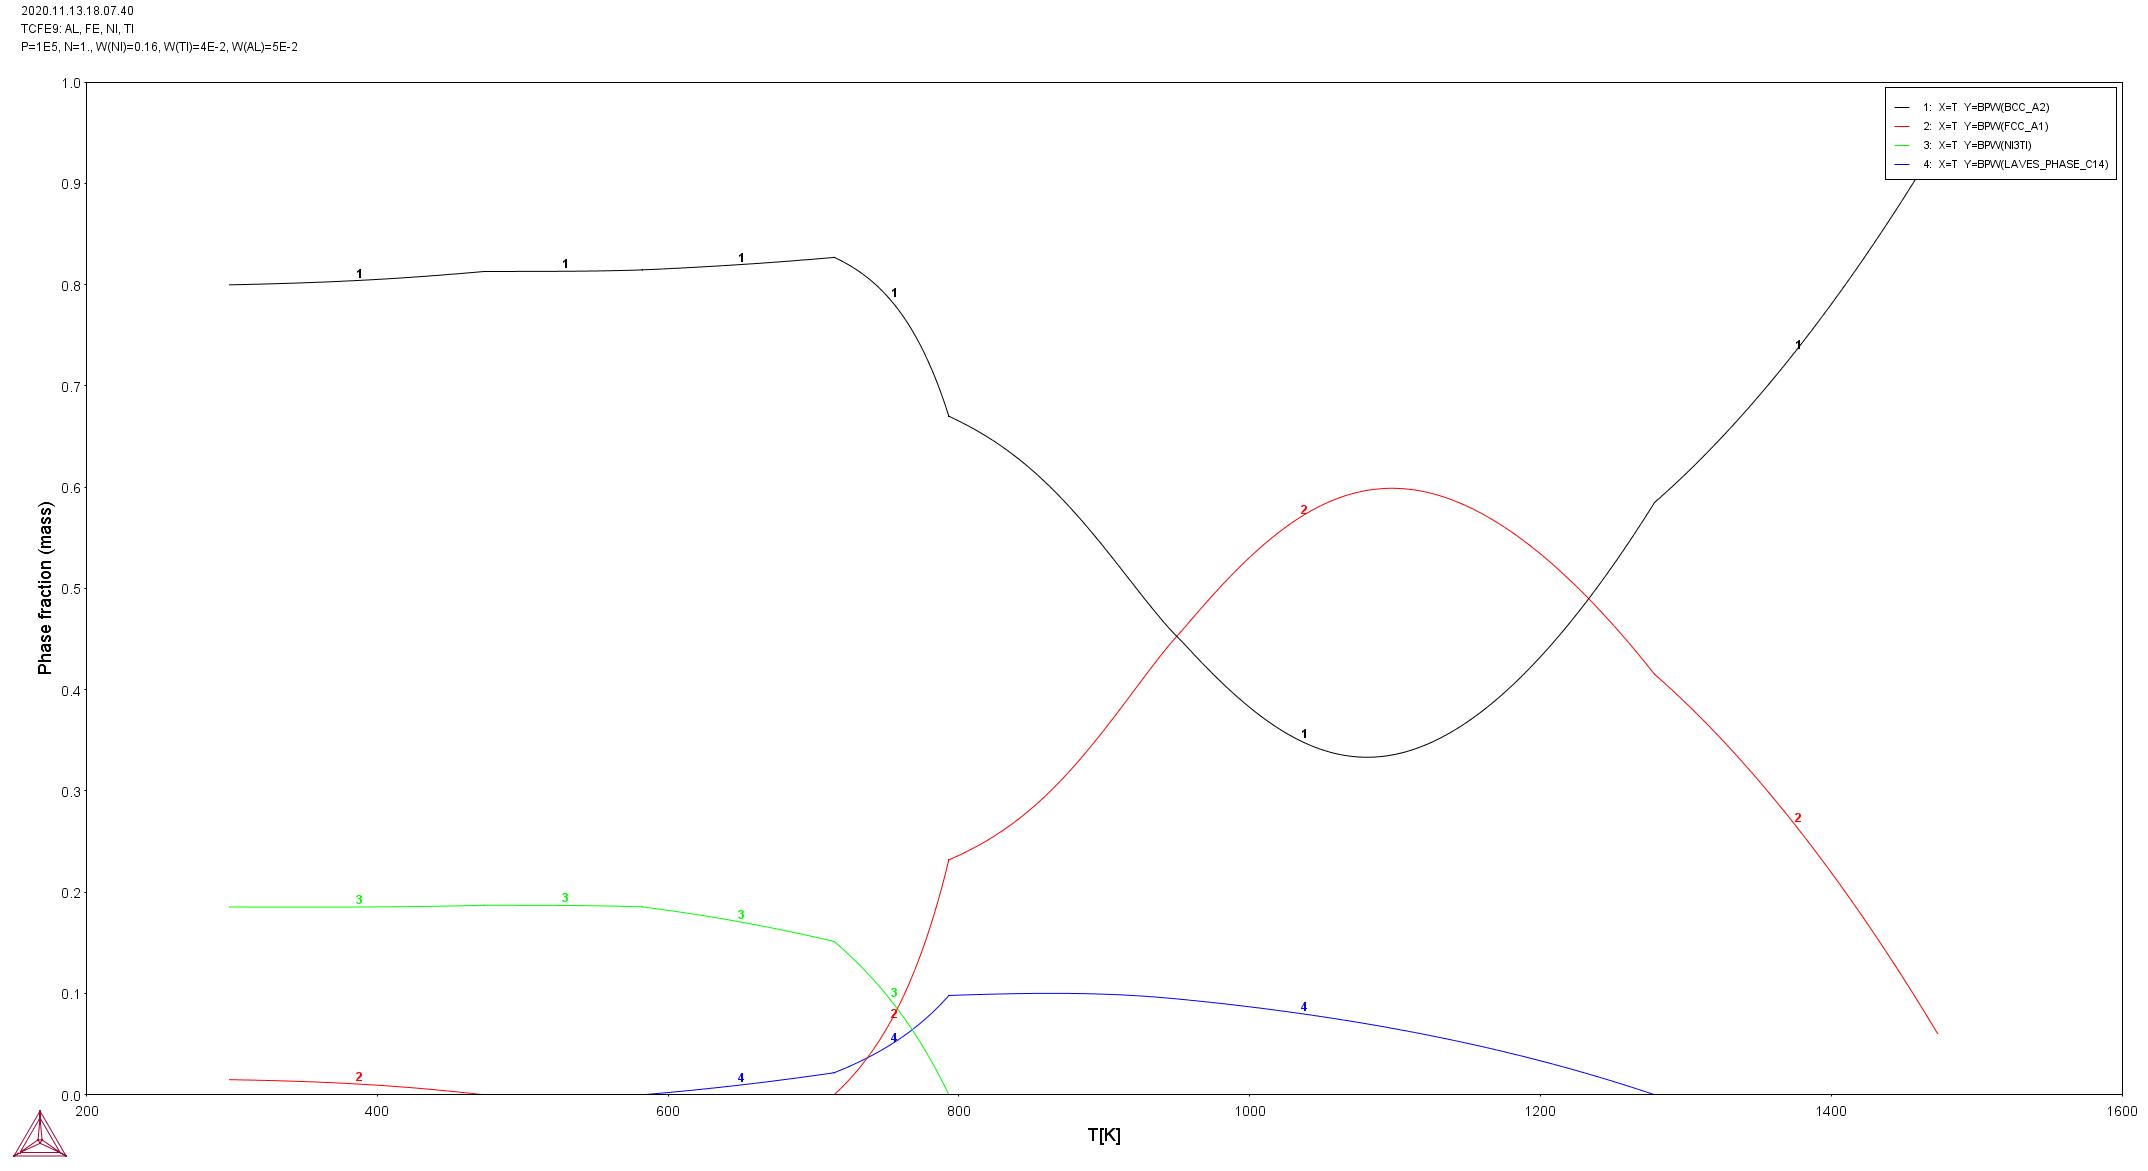 2020.11.13.18.07.40
TCFE9: AL, FE, NI, TI
P=1E5, N=1., W(NI)=0.16, W(TI)=4E-2, W(AL)=5E-2
1: X=T Y=BPW(BCC_A2)
2: X=T Y=BPW(FCC_A1)
3: X=T Y=BPW(NI3TI)
4: X=T Y=BPW(LAVES_PHASE_C14)
1.0
0.9
0.8
0.7
0.6
0.5
0.4
0.3
0.2
0.1
0.0
Phase fraction (mass)
1 1 1 1 1 1
2 2 2 2
3 3 3 3
4 4 4
200 400 600 800 1000 1200 1400 1600
T[K]